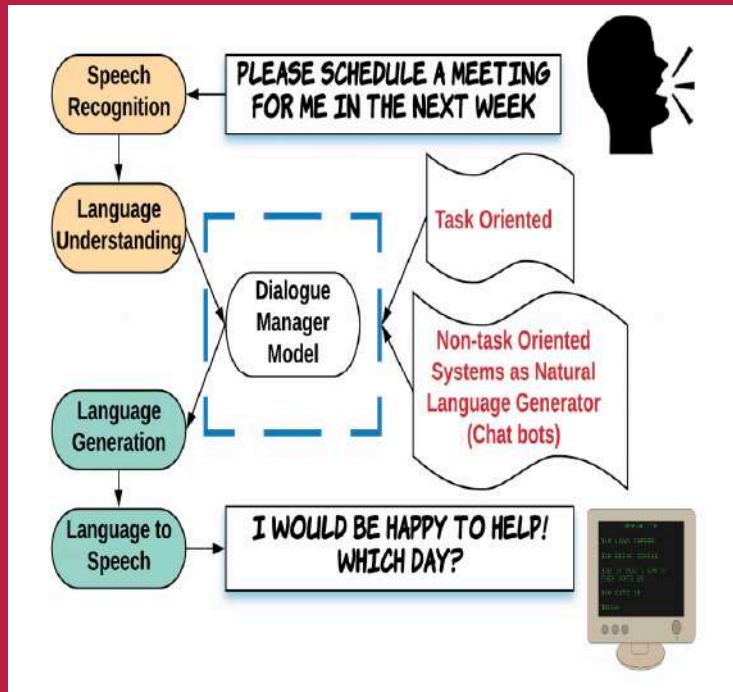 Speech
Recognition
PLEASE SCHEDULE A MEETING
FOR ME IN THE NEXT WEEK
Language
Understanding
Dialogue
Manager
Model
Task Oriented
Non-task Oriented
Systems as Natural
Language Generator
(Chat bots)
Language
Generation
Language to
Speech
I WOULD BE HAPPY TO HELP!
WHICH DAY?